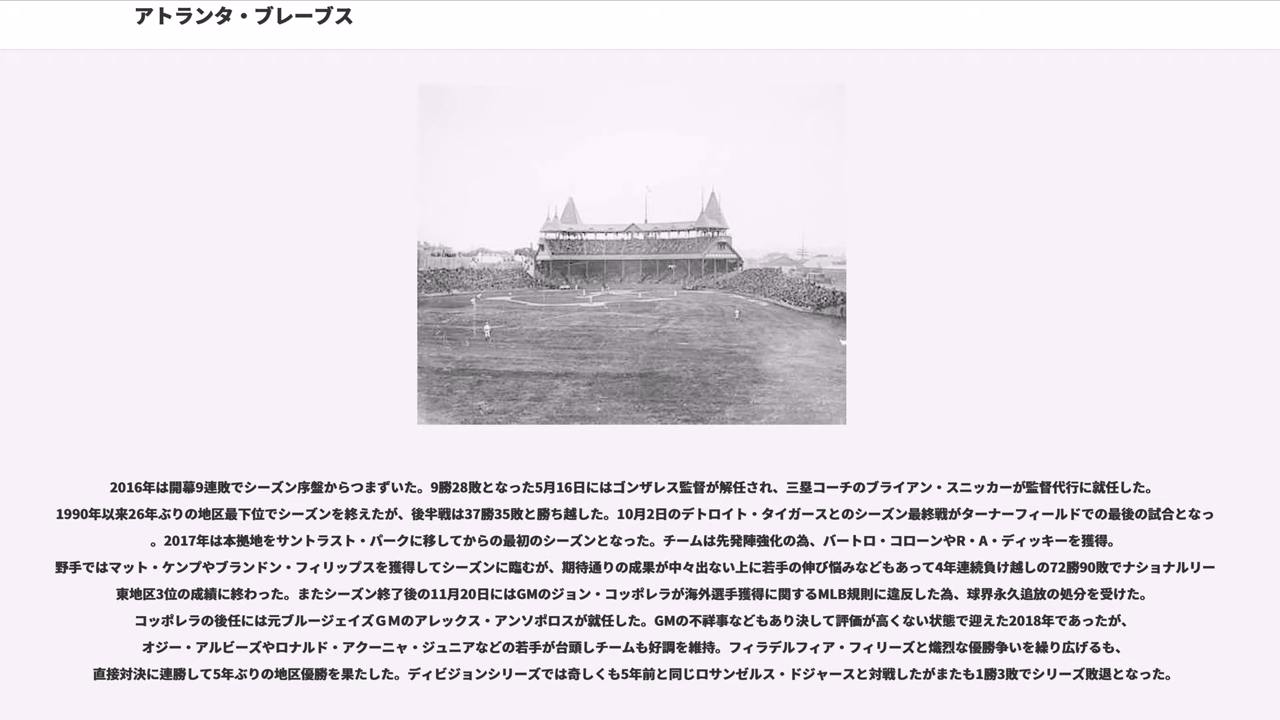 アトランタ・ブレーブス
2016年は開幕9連敗でシーズン序盤からつまずいた。9勝28敗となった5月16日にはゴンザレス監督が解任され、三塁コーチのブライアン・スニッカーが監督代行に就任した。
1990年以来26年ぶりの地区最下位でシーズンを終えたが、後半戦は37勝35敗と勝ち越した。10月2日のデトロイト・タイガースとのシーズン最終戦がターナーフィールドでの最後の試合となっ
。2017年は本拠地をサントラスト・パークに移してからの最初のシーズンとなった。チームは先発陣強化の為、バートロ・コローンやR・A・ディッキーを獲得。
野手ではマット・ケンプやブランドン・フィリップスを獲得してシーズンに臨むが、期待通りの成果が中々出ない上に若手の伸び悩みなどもあって4年連続負け越しの72勝90敗でナショナルリー
東地区3位の成績に終わった。またシーズン終了後の11月20日にはGMのジョン・コッポレラが海外選手獲得に関するMLB規則に違反した為、球界永久追放の処分を受けた。
コッポレラの後任には元ブルージェイズＧＭのアレックス・アンソポロスが就任した。GMの不祥事などもあり決して評価が高くない状態で迎えた2018年であったが、
オジー・アルビーズやロナルド・アクーニャ・ジュニアなどの若手が台頭しチームも好調を維持。フィラデルフィア・フィリーズと熾烈な優勝争いを繰り広げるも、
直接対決に連勝して5年ぶりの地区優勝を果たした。ディビジョンシリーズでは奇しくも5年前と同じロサンゼルス・ドジャースと対戦したがまたも1勝3敗でシリーズ敗退となった。